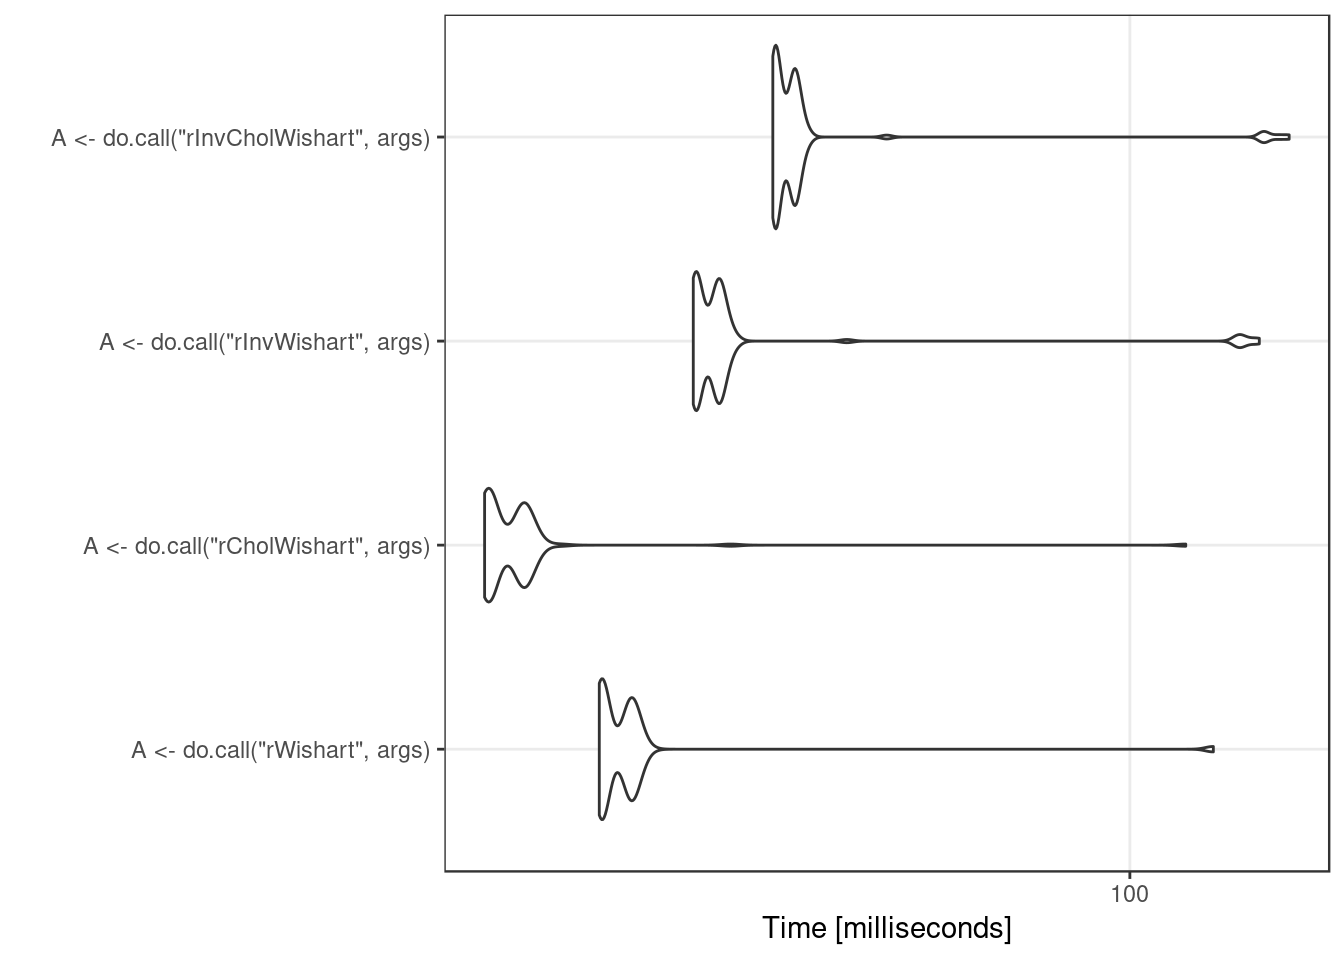 A <- do.call("rInvCholWishart", args)
A <- do.call("rInvWishart", args)
A <- do.call("rCholWishart", args)
A <- do.call("rWishart", args)
100
Time [milliseconds]